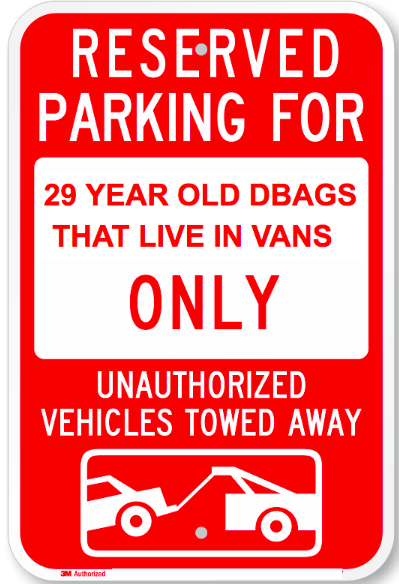 RESERVED
PARKING FOR
29 YEAR OLD DBAGS
THAT LIVE IN VANS
ONLY
UNAUTHORIZED
VEHICLES TOWED AWAY
3M Authorized